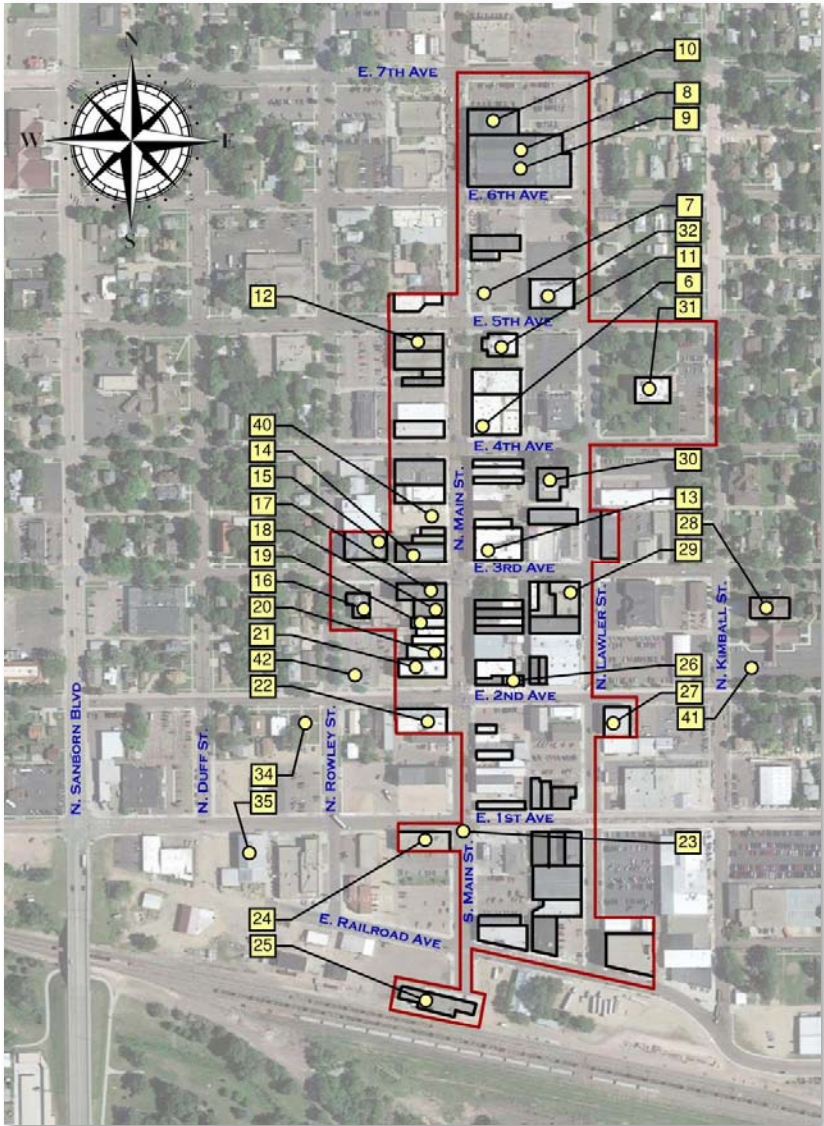 N
W
E
S
E. 7TH AVE
10
8
9
E. 6TH AVE
7
32
11
6
31
12
E. 5TH AVE
E. 4TH AVE
40
14
15
17
18
19
16
20
21
42
22
N. MAIN ST.
30
13
28
29
E. 3RD AVE
N. LAWLER ST.
N. KIMBALL ST.
26
27
41
E. 2ND AVE
N. SANBORN BLVD
N. DUFF ST.
N. ROWLEY ST.
34
35
E. 1ST AVE
23
S. MAIN ST.
24
25
E. RAILROAD AVE